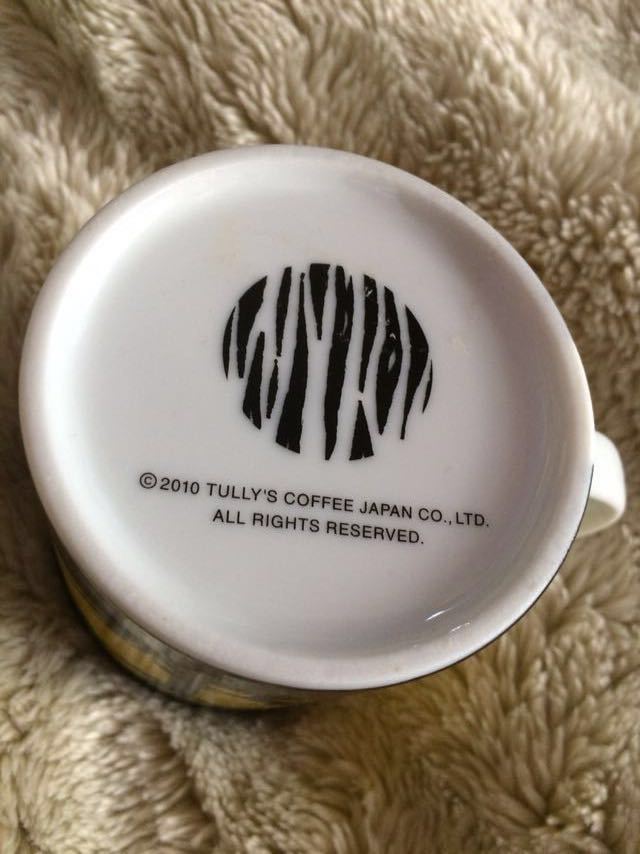 ©2010 TULLY'S COFFEE JAPAN CO., LTD.
ALL RIGHTS RESERVED.